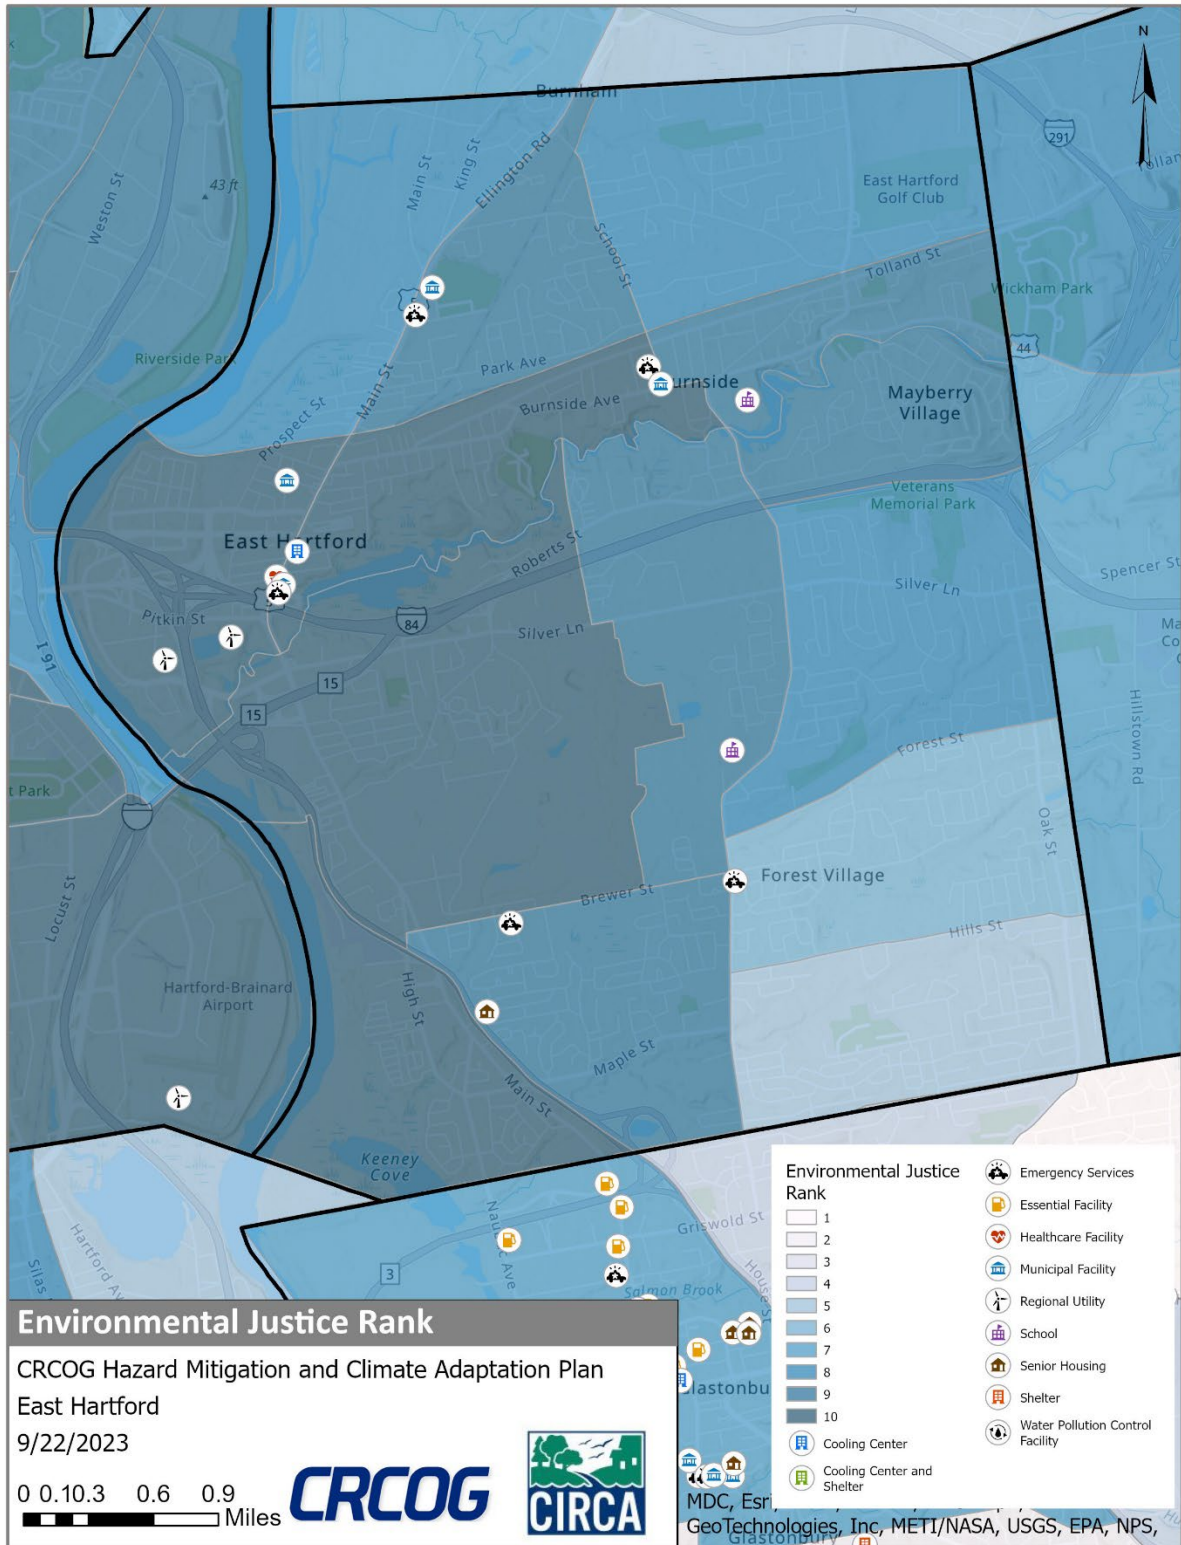 N
Burnham
291
Weston St
43 ft
Main St
King St
Ellington Rd
East Hartford
Golf Club
School St
Tolland St
Wickham Park
44
Riverside Park
Park Ave
Main St
Prospect St
Burnside Ave
Mayberry
Village
Veterans
Memorial Park
East Hartford
Roberts St
Spencer St
Silver Ln
Pitkin St
84
Silver Ln
I 91
15
15
Hillstown Rd
Forest St
t Park
Oak St
Forest Village
Brewer St
Hills St
Locust St
High St
Hartford-Brainard
Airport
Maple St
Main St
Keeney
Cove
Griswold St
3
House St
Salmon Brook
Environmental Justice
Rank
1
2
3
4
5
6
7
8
9
10
Cooling Center
Cooling Center and
Shelter
Emergency Services
Essential Facility
Healthcare Facility
Municipal Facility
Regional Utility
School
Senior Housing
Shelter
Water Pollution Control
Facility
Environmental Justice Rank
CRCOG Hazard Mitigation and Climate Adaptation Plan
East Hartford
9/22/2023
0 0.10.3 0.6 0.9
Miles
CRCOG
CIRCA
MDC, Esri,
GeoTechnologies, Inc, METI/NASA, USGS, EPA, NPS,
Glastonbury